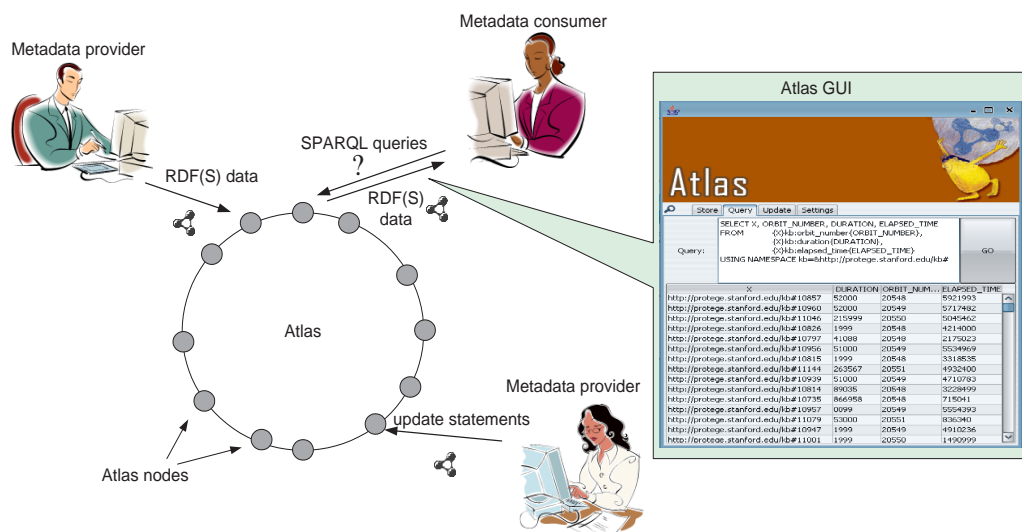 Metadata consumer
Metadata provider
Atlas GUI
SPARQL queries
?
RDF(S) data
RDF(S)
data
Atlas
Store Query Update Settings
Query:
SELECT X, ORBIT_NUMBER, DURATION, ELAPSED_TIME
FROM {X}kb:orbit_number{ORBIT_NUMBER},
{X}kb:duration{DURATION},
{X}kb:elapsed_time{ELAPSED_TIME}
USING NAMESPACE kb=&http://protege.stanford.edu/kb#
GO
X DURATION ORBIT_NUM... ELAPSED_TIME
http://protege.stanford.edu/kb#10857 52000 20548 5921993
http://protege.stanford.edu/kb#10960 52000 20549 5717482
http://protege.stanford.edu/kb#11046 215999 20550 5045462
http://protege.stanford.edu/kb#10826 1999 20548 4214000
http://protege.stanford.edu/kb#10797 41088 20548 2175023
http://protege.stanford.edu/kb#10956 51000 20549 5534969
http://protege.stanford.edu/kb#10815 1999 20548 3318535
http://protege.stanford.edu/kb#11144 263567 20551 4932400
http://protege.stanford.edu/kb#10939 51000 20549 4710783
http://protege.stanford.edu/kb#10814 89035 20548 3228499
http://protege.stanford.edu/kb#10735 866958 20548 715041
http://protege.stanford.edu/kb#10957 0099 20549 5554393
http://protege.stanford.edu/kb#11079 53000 20551 836340
http://protege.stanford.edu/kb#10947 1999 20549 4910236
http://protege.stanford.edu/kb#11001 1999 20550 1490999
Atlas
Metadata provider
update statements
Atlas nodes